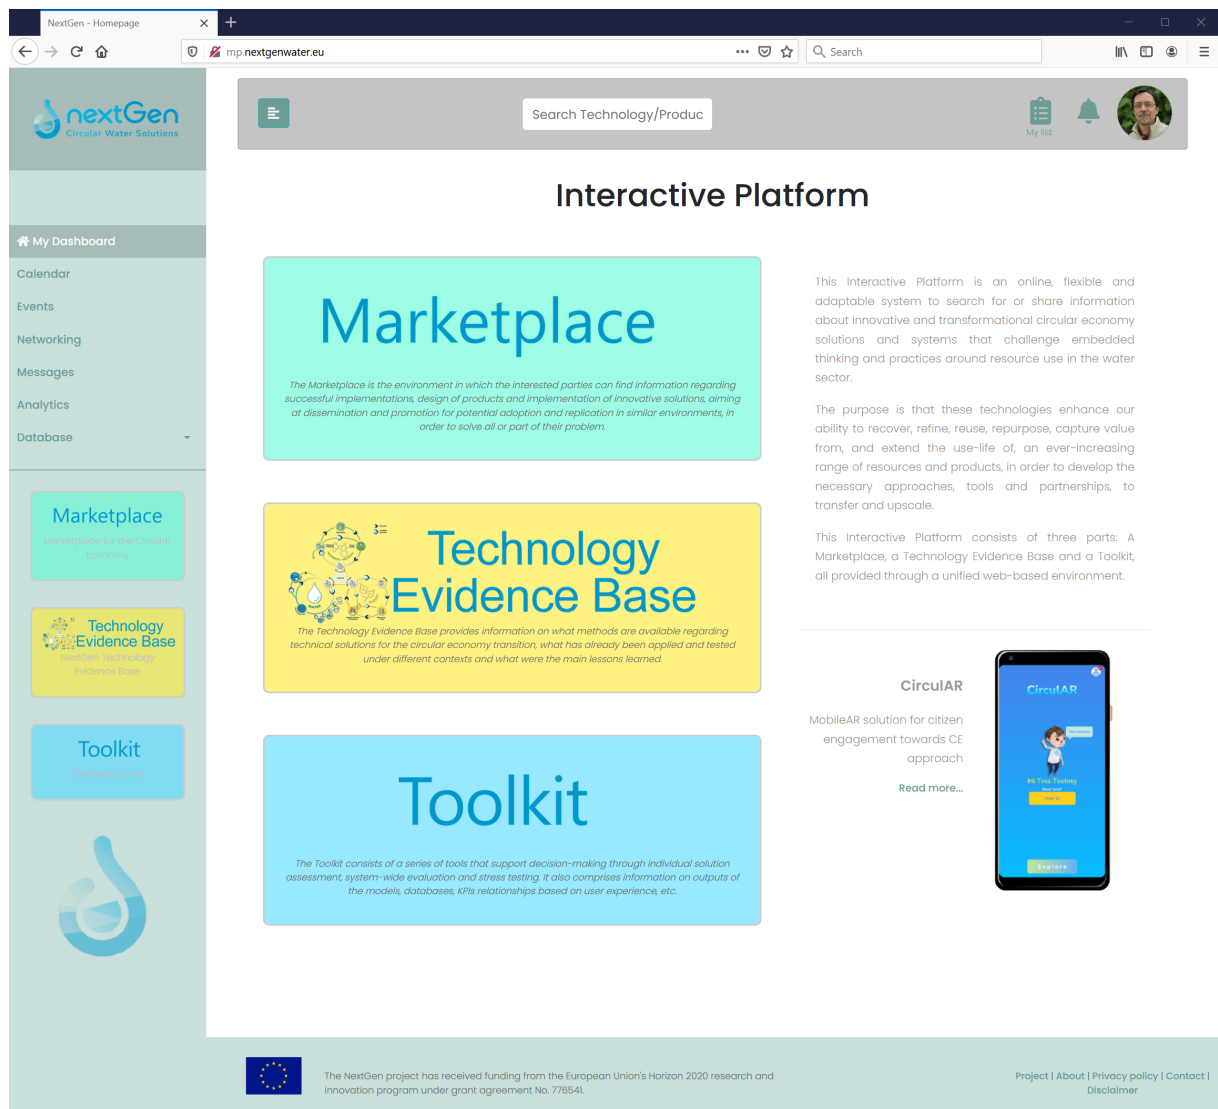 NextGen - Homepage
mp.nextgenwater.eu
Search
nextGen
Circular Water Solutions
Search Technology/Produc
My list
Interactive Platform
My Dashboard
Calendar
Events
Networking
Messages
Analytics
Database
Marketplace
Marketplace for the Circular
Economy
Technology
Evidence Base
NextGen Technology
Evidence Base
Toolkit
Marketplace
The Marketplace is the environment in which the interested parties can find information regarding
successful implementations, design of products and implementation of innovative solutions, aiming
at dissemination and promotion for potential adoption and replication in similar environments, in
order to solve all or part of their problem.
Technology
Evidence Base
The Technology Evidence Base provides information on what methods are available regarding
technical solutions for the circular economy transition, what has already been applied and tested
under different contexts and what were the main lessons learned.
Toolkit
The Toolkit consists of a series of tools that support decision-making through individual solution
assessment, system-wide evaluation and stress testing. It also comprises information on outputs of
the models, databases, KPIs relationships based on user experience, etc.
This Interactive Platform is an online, flexible and
adaptable system to search for or share information
about innovative and transformational circular economy
solutions and systems that challenge embedded
thinking and practices around resource use in the water
sector.
The purpose is that these technologies enhance our
ability to recover, refine, reuse, repurpose, capture value
from, and extend the use-life of, an ever-increasing
range of resources and products, in order to develop the
necessary approaches, tools and partnerships, to
transfer and upscale.
This Interactive Platform consists of three parts: A
Marketplace, a Technology Evidence Base and a Toolkit,
all provided through a unified web-based environment.
CirculAR
MobileAR solution for citizen
engagement towards CE
approach
Read more...
CirculAR
Hi Tina Testing
Explore
The NextGen project has received funding from the European Union's Horizon 2020 research and
innovation program under grant agreement No. 776541.
Project | About | Privacy policy | Contact |
Disclaimer